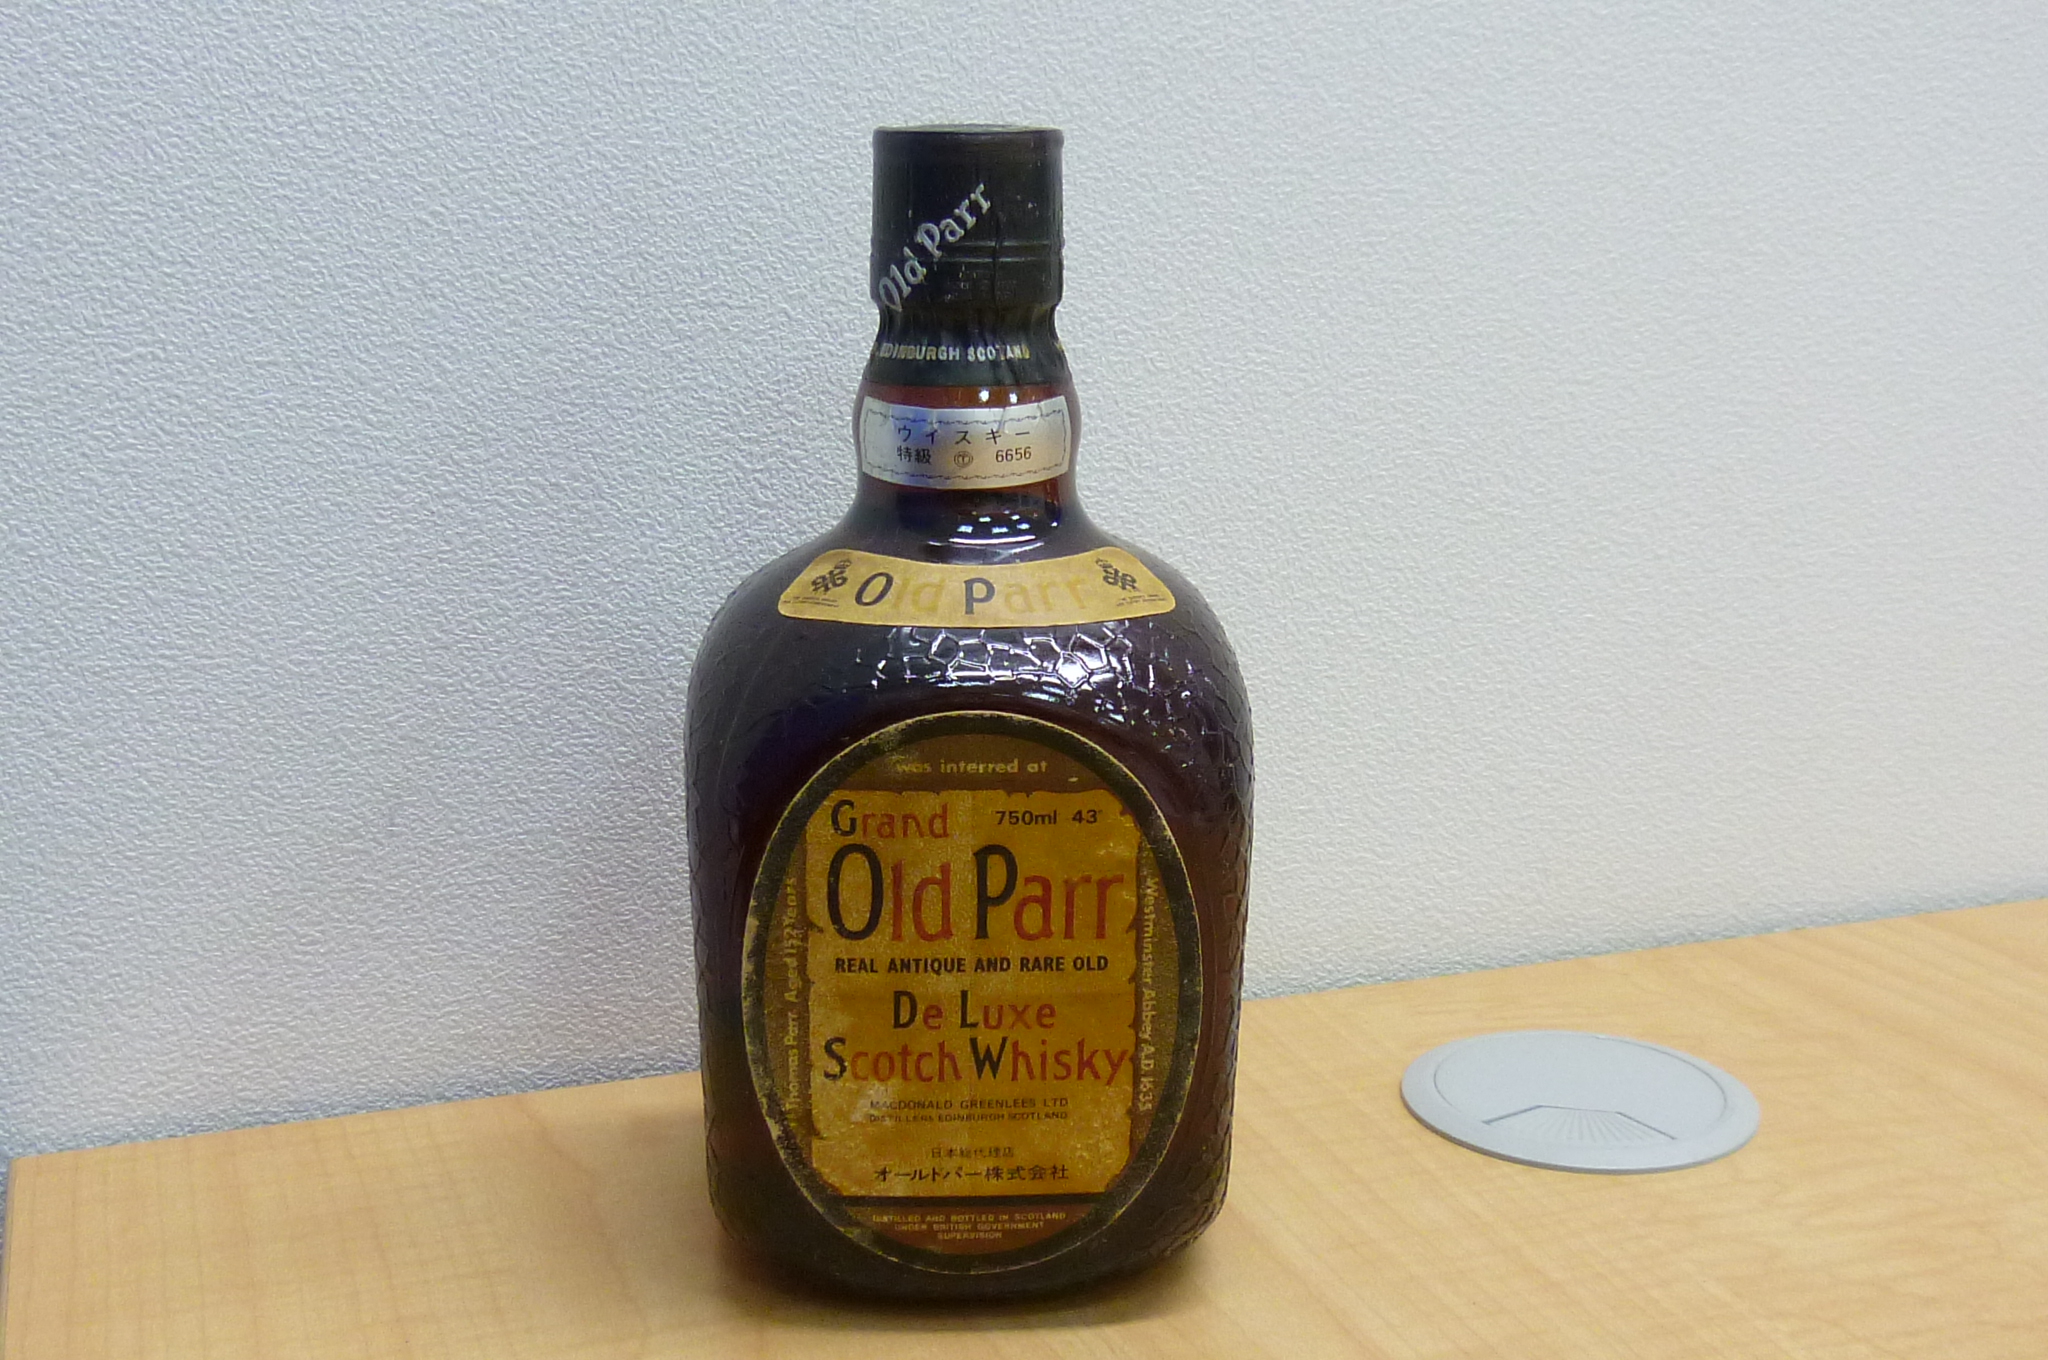 Old Parr
EDINBURGH SCOTLAND
ウイスキー
特級 6656
Old Parr
was interred at
Grand 750ml 43°
Old Parr
REAL ANTIQUE AND RARE OLD
De Luxe
Scotch Whisky
MACDONALD GREENLEES LTD
DISTILLERS EDINBURGH SCOTLAND
日本総代理店
オールドパー株式会社
Thomas Parr. Aged 152 Years
Westminster Abbey A.D. 1635
DISTILLED AND BOTTLED IN SCOTLAND
UNDER BRITISH GOVERNMENT
SUPERVISION